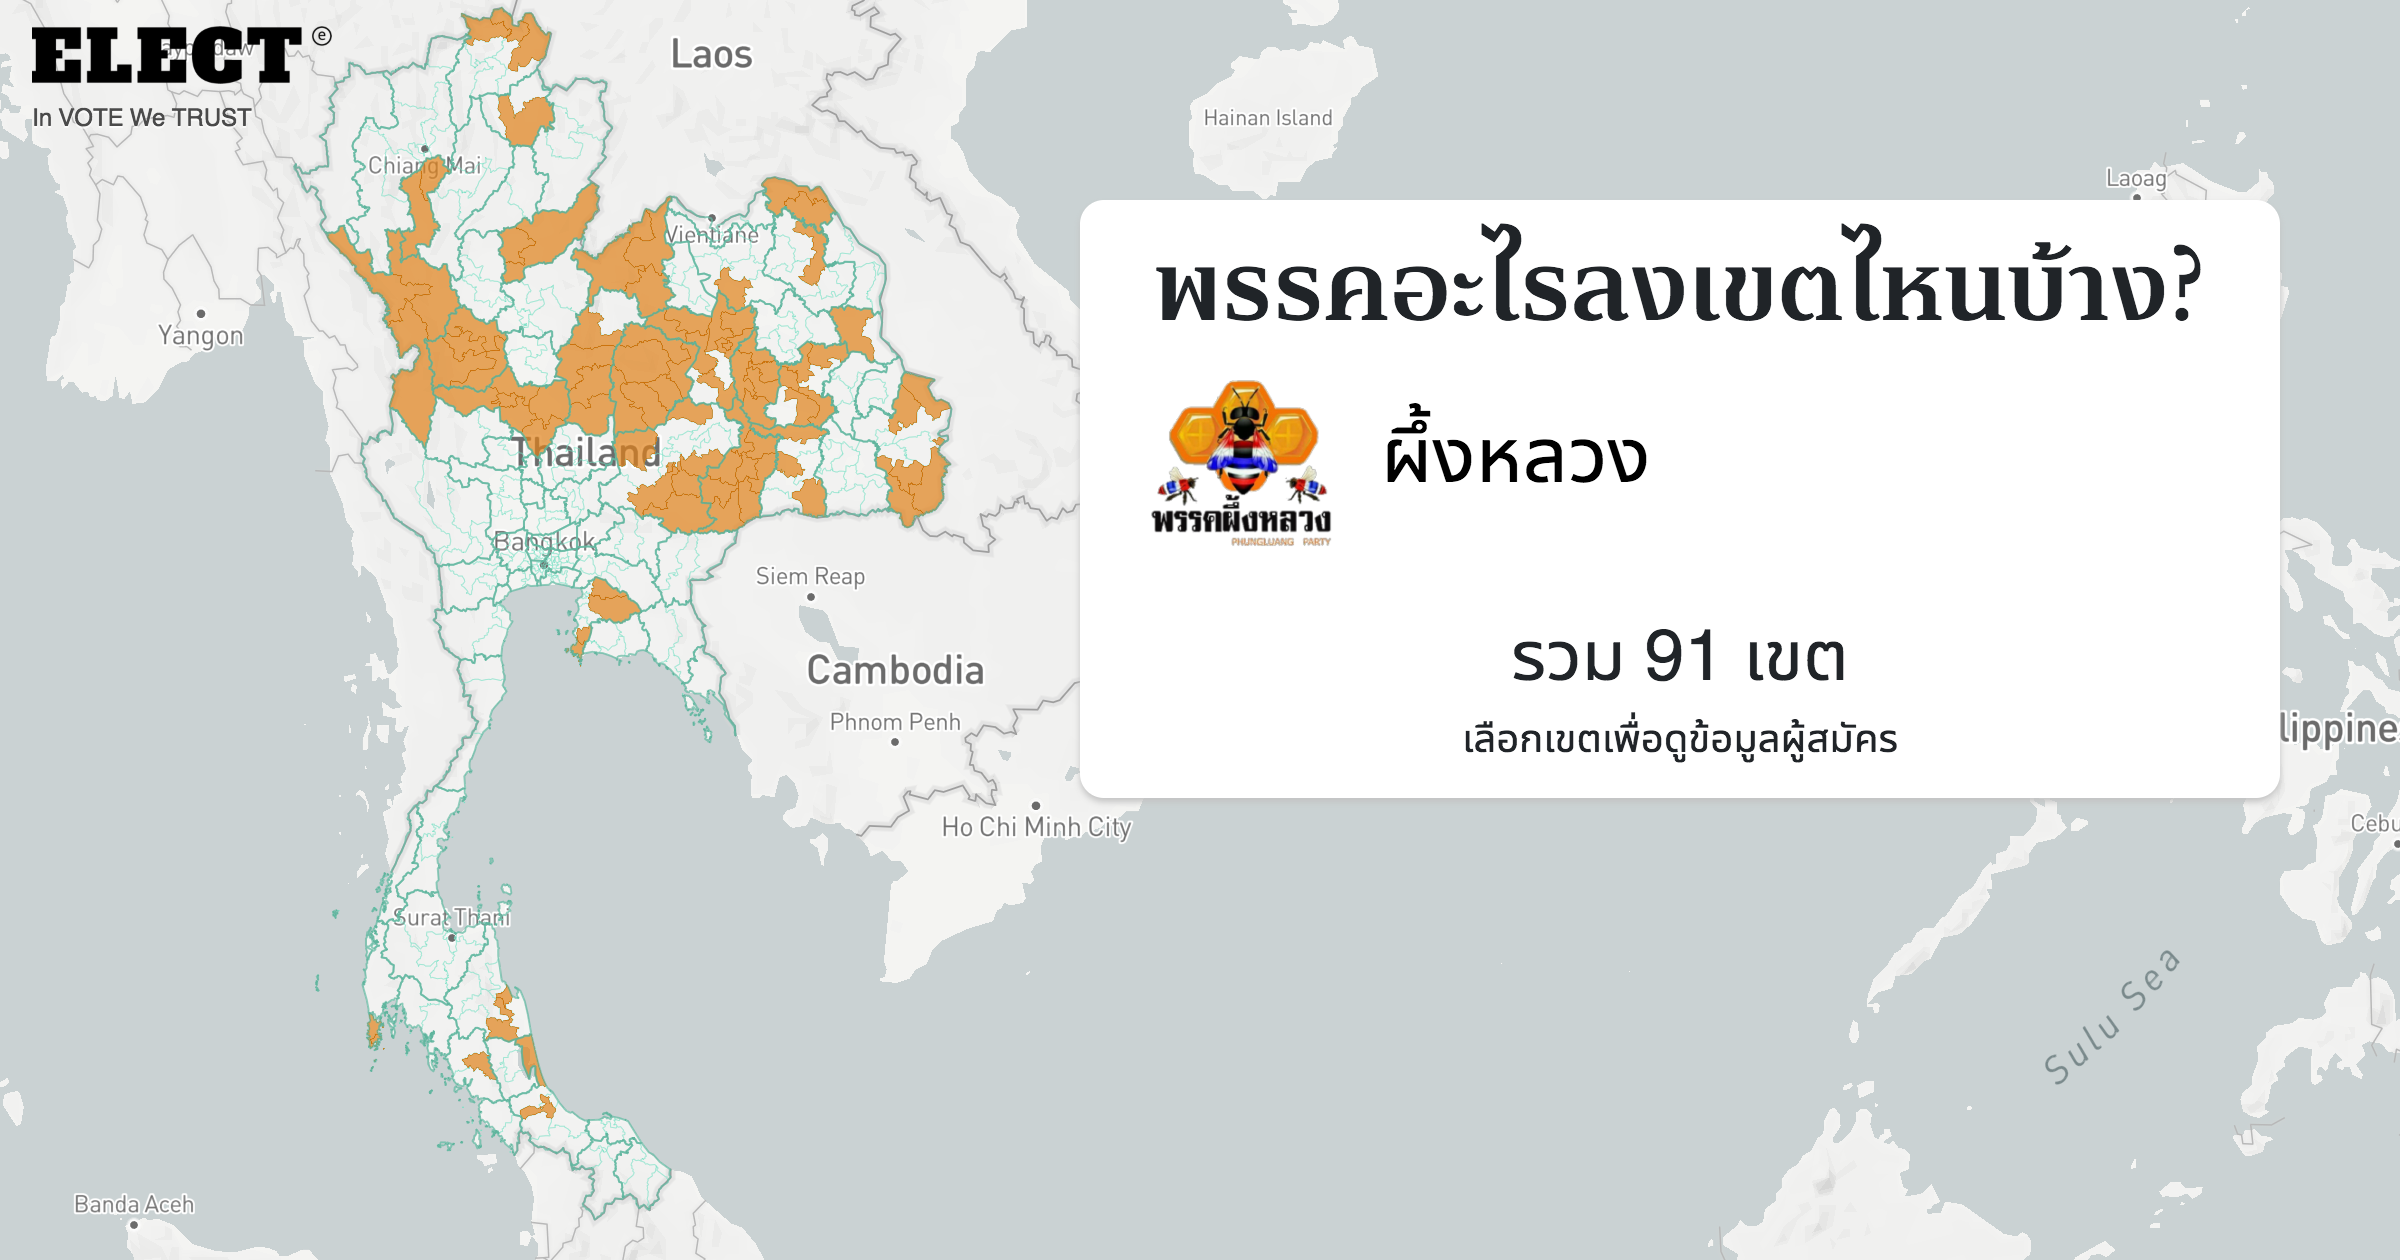 ELECT ⓔ
In VOTE We TRUST
Laos
Hainan Island
Chiang Mai
Laoag
Vientiane
Yangon
พรรคอะไรลงเขตไหนบ้าง?
ผึ้งหลวง
พรรคผึ้งหลวง
PHUNGLUANG PARTY
Thailand
Bangkok
Siem Reap
รวม 91 เขต
Cambodia
Phnom Penh
เลือกเขตเพื่อดูข้อมูลผู้สมัคร
lippine
Ho Chi Minh City
Cebu
Surat Thani
Sulu Sea
Banda Aceh